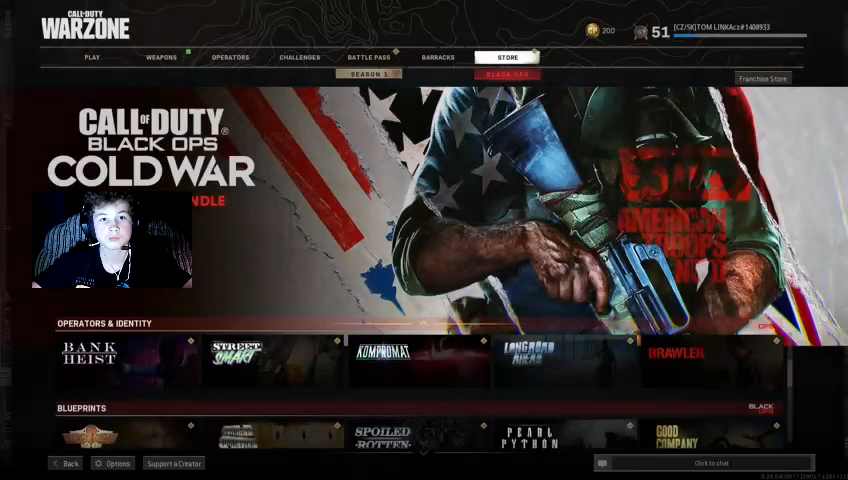 CALL OF DUTY
WARZONE
200
51
[CZ/SK]TOM LINKAcz#1408933
PLAY
WEAPONS
OPERATORS
CHALLENGES
BATTLE PASS
BARRACKS
STORE
SEASON 1
BLACK OPS
Franchise Store
CALL OF DUTY®
BLACK OPS
COLD WAR
NDLE
AMERICAN
TROOPS
OPERATORS & IDENTITY
OPS
BANK
HEIST
STREET
SMART
KOMPROMAT
BRAWLER
BLUEPRINTS
BLACK
OPS
SPOILED
ROTTEN
PEARL
PYTHON
GOOD
COMPANY
Back
Options
Support a Creator
Click to chat